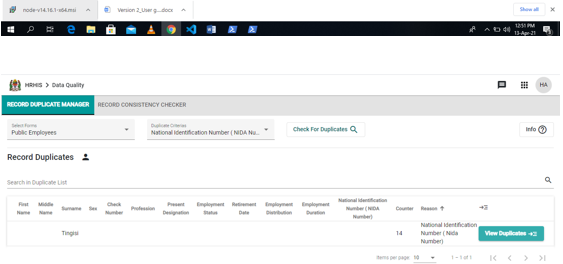 node-v14.16.1-x64.msi
Version 2_User g....docx
Show all
12:51 PM
13-Apr-21
HRHIS > Data Quality
HA
RECORD DUPLICATE MANAGER
RECORD CONSISTENCY CHECKER
Select Forms
Public Employees
Duplicate Criterias
National Identification Number ( NIDA Nu...
Check For Duplicates
Info
Record Duplicates
Search in Duplicate List
First Name
Middle Name
Surname
Sex
Check Number
Profession
Present Designation
Employment Status
Retirement Date
Employment Distribution
Employment Duration
National Identification Number ( NIDA Number)
Counter
Reason
Tingisi
14
National Identification Number ( Nida Number)
View Duplicates
Items per page: 10
1 – 1 of 1